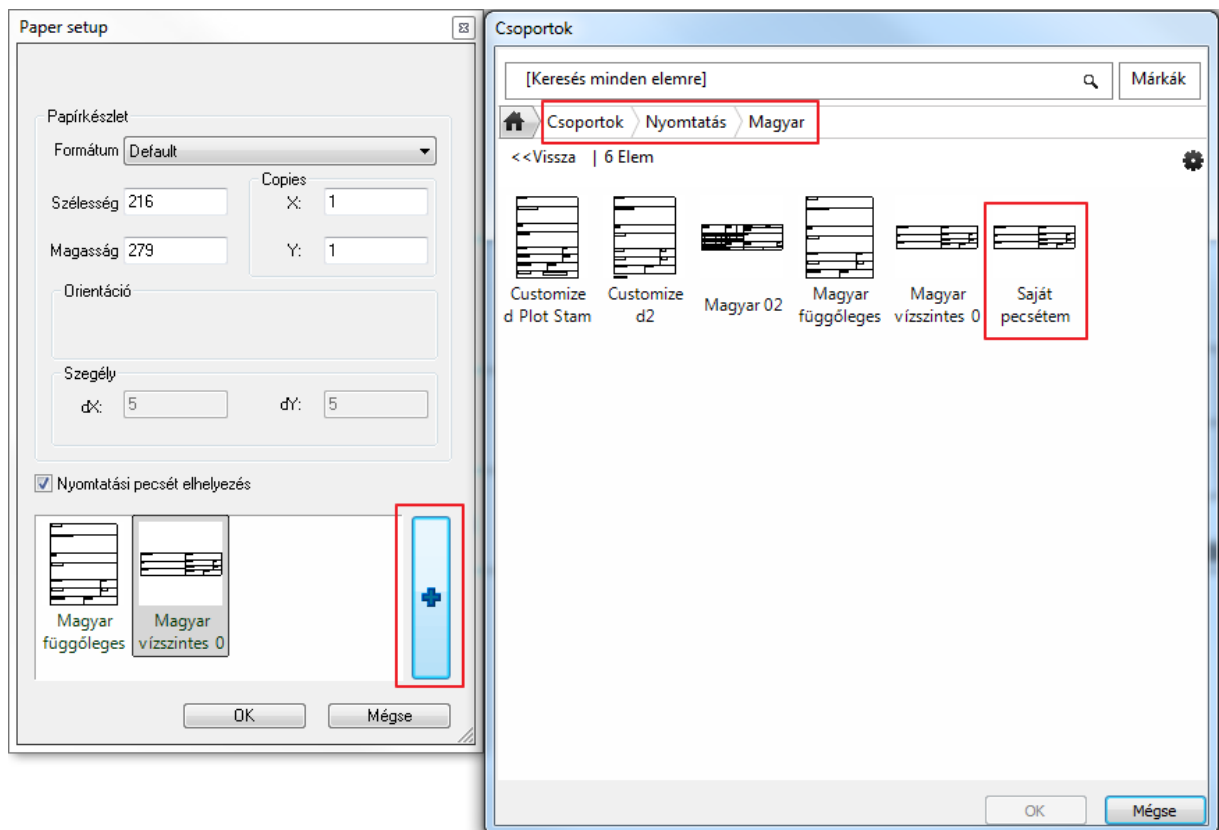 Paper setup
Papírkészlet
Formátum Default
Szélesség 216
Magasság 279
Copies
X: 1
Y: 1
Orientáció
Szegély
dX: 5 dY: 5
Nyomtatási pecsét elhelyezés
Magyar
függőleges
Magyar
vízszintes 0
OK Mégse
Csoportok
[Keresés minden elemre]
Márkák
Csoportok Nyomtatás Magyar
<<Vissza | 6 Elem
Customize
d Plot Stam
Customize
d2
Magyar 02
Magyar
függőleges
Magyar
vízszintes 0
Saját
pecsétem
OK Mégse